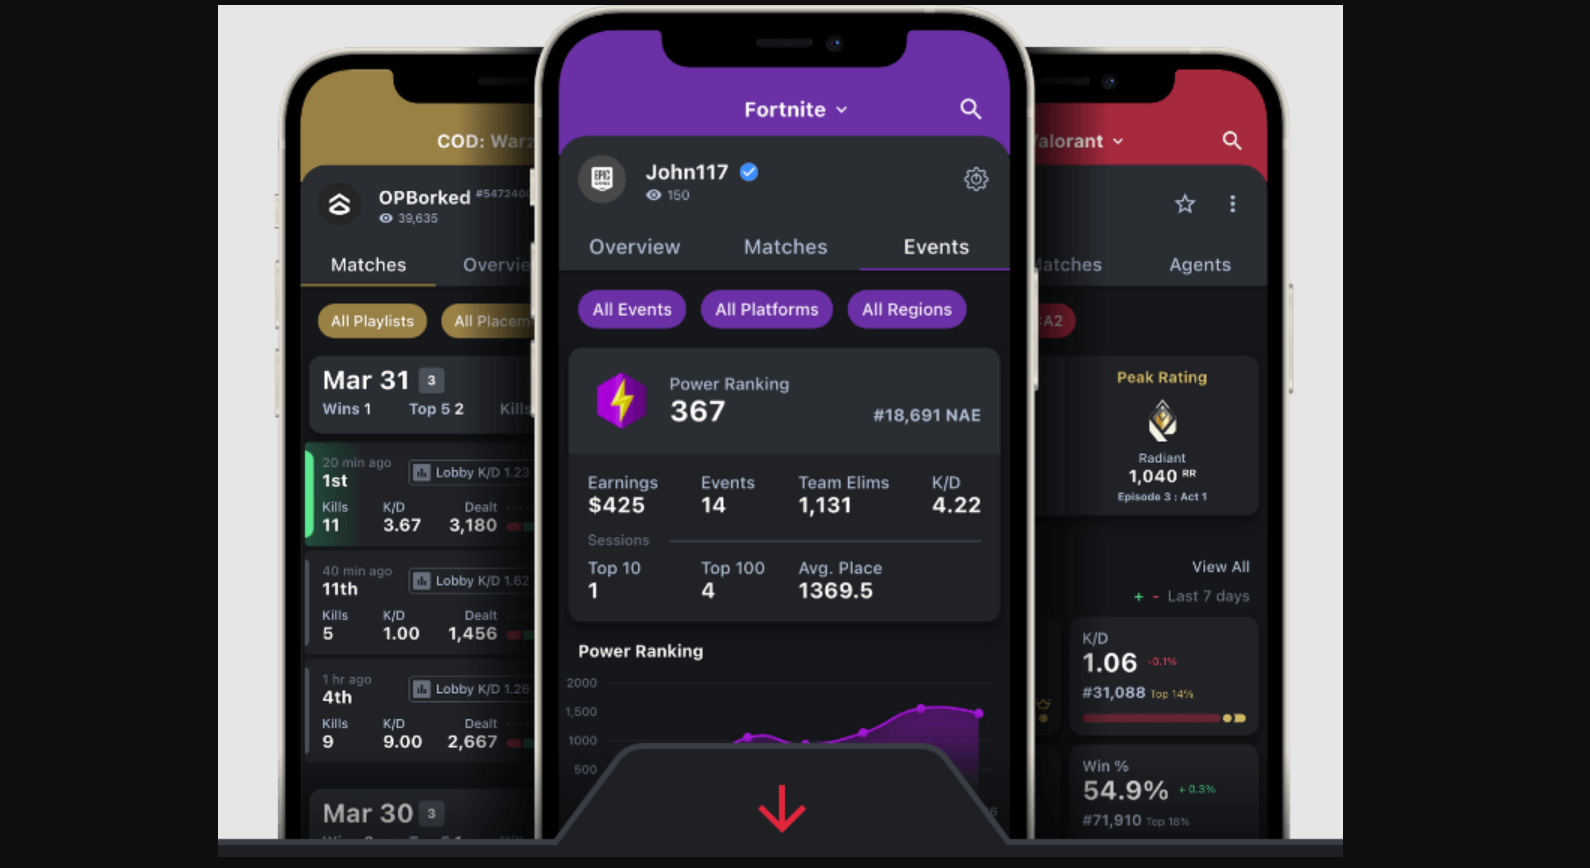 COD: Warz
OPBorked #5472400
39,635
Matches Overvie
All Playlists All Placem
Mar 31 3
Wins 1 Top 5 2 Kills
20 min ago
1st
Lobby K/D 1.23
Kills K/D Dealt
11 3.67 3,180
40 min ago
11th
Lobby K/D 1.62
Kills K/D Dealt
5 1.00 1,456
1 hr ago
4th
Lobby K/D 1.26
Kills K/D Dealt
9 9.00 2,667
Mar 30 3
Fortnite
EPIC
GAMES
John117
150
Overview Matches Events
All Events All Platforms All Regions
Power Ranking
367
#18,691 NAE
Earnings Events Team Elims K/D
$425 14 1,131 4.22
Sessions
Top 10 Top 100 Avg. Place
1 4 1369.5
Power Ranking
2000
1,500
1000
500
6
alorant
atches Agents
A2
Peak Rating
Radiant
1,040 RR
Episode 3 : Act 1
View All
+ - Last 7 days
K/D
1.06 -0.1%
#31,088 Top 14%
Win %
54.9% + 0.3%
#71,910 Top 18%